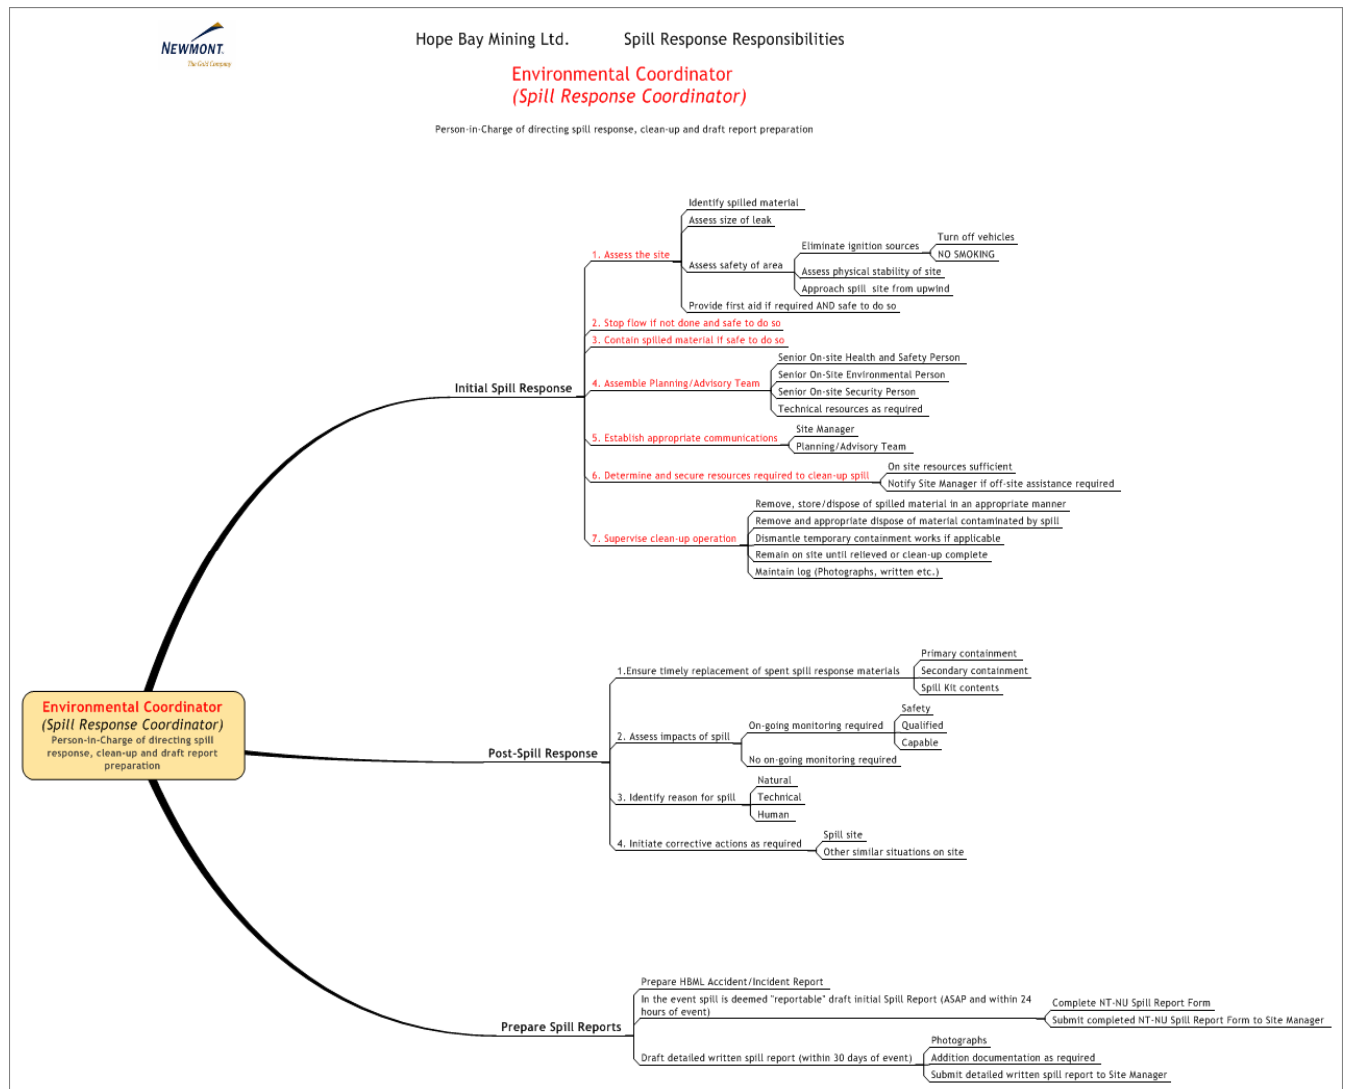 NEWMONT.
The Gold Company
Hope Bay Mining Ltd. Spill Response Responsibilities
Environmental Coordinator
(Spill Response Coordinator)
Person-in-Charge of directing spill response, clean-up and draft report preparation
Initial Spill Response
1. Assess the site
Identify spilled material
Assess size of leak
Assess safety of area
Eliminate ignition sources
Turn off vehicles
NO SMOKING
Assess physical stability of site
Approach spill site from upwind
Provide first aid if required AND safe to do so
2. Stop flow if not done and safe to do so
3. Contain spilled material if safe to do so
4. Assemble Planning/Advisory Team
Senior On-site Health and Safety Person
Senior On-Site Environmental Person
Senior On-site Security Person
Technical resources as required
5. Establish appropriate communications
Site Manager
Planning/Advisory Team
6. Determine and secure resources required to clean-up spill
On site resources sufficient
Notify Site Manager if off-site assistance required
7. Supervise clean-up operation
Remove, store/dispose of spilled material in an appropriate manner
Remove and appropriate dispose of material contaminated by spill
Dismantle temporary containment works if applicable
Remain on site until relieved or clean-up complete
Maintain log (Photographs, written etc.)
Environmental Coordinator
(Spill Response Coordinator)
Person-in-Charge of directing spill
response, clean-up and draft report
preparation
Post-Spill Response
1.Ensure timely replacement of spent spill response materials
Primary containment
Secondary containment
Spill Kit contents
2. Assess impacts of spill
On-going monitoring required
Safety
Qualified
Capable
No on-going monitoring required
3. Identify reason for spill
Natural
Technical
Human
4. Initiate corrective actions as required
Spill site
Other similar situations on site
Prepare Spill Reports
Prepare HBML Accident/Incident Report
In the event spill is deemed "reportable" draft initial Spill Report (ASAP and within 24
hours of event)
Complete NT-NU Spill Report Form
Submit completed NT-NU Spill Report Form to Site Manager
Draft detailed written spill report (within 30 days of event)
Photographs
Addition documentation as required
Submit detailed written spill report to Site Manager